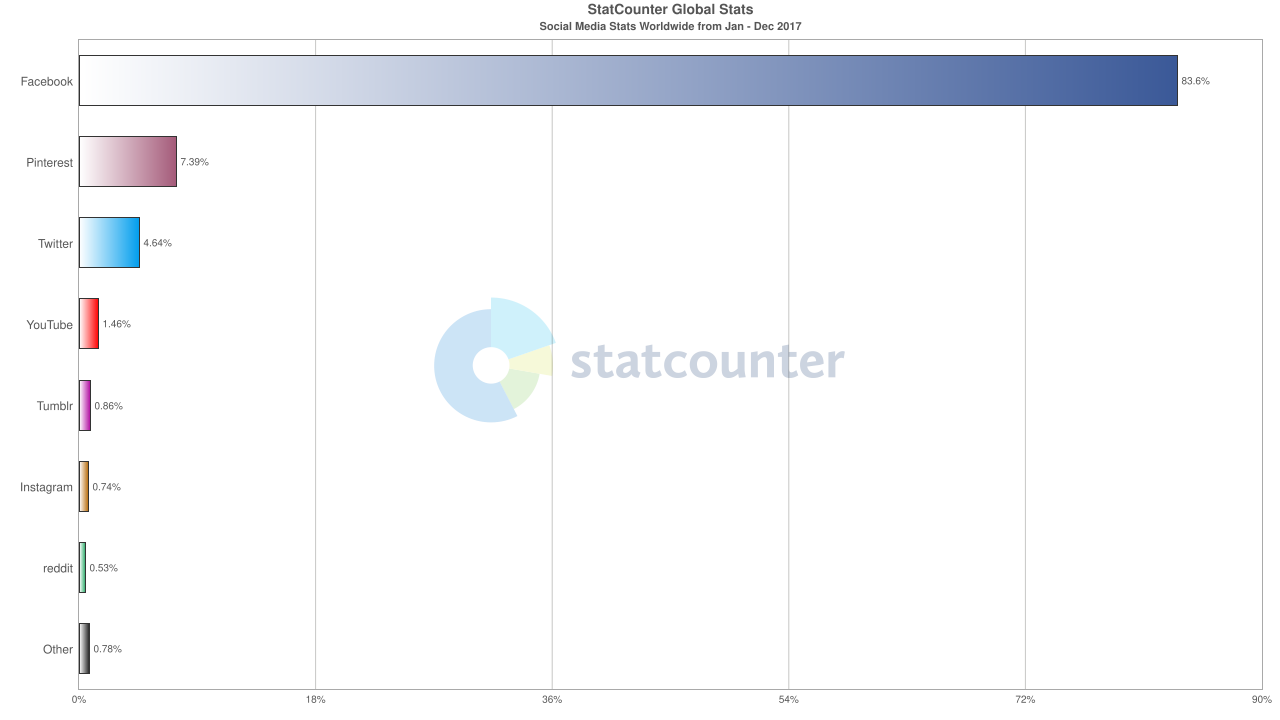 StatCounter Global Stats
Social Media Stats Worldwide from Jan - Dec 2017
Facebook 83.6%
Pinterest 7.39%
Twitter 4.64%
YouTube 1.46%
statcounter
Tumblr 0.86%
Instagram 0.74%
reddit 0.53%
Other 0.78%
0% 18% 36% 54% 72% 90%